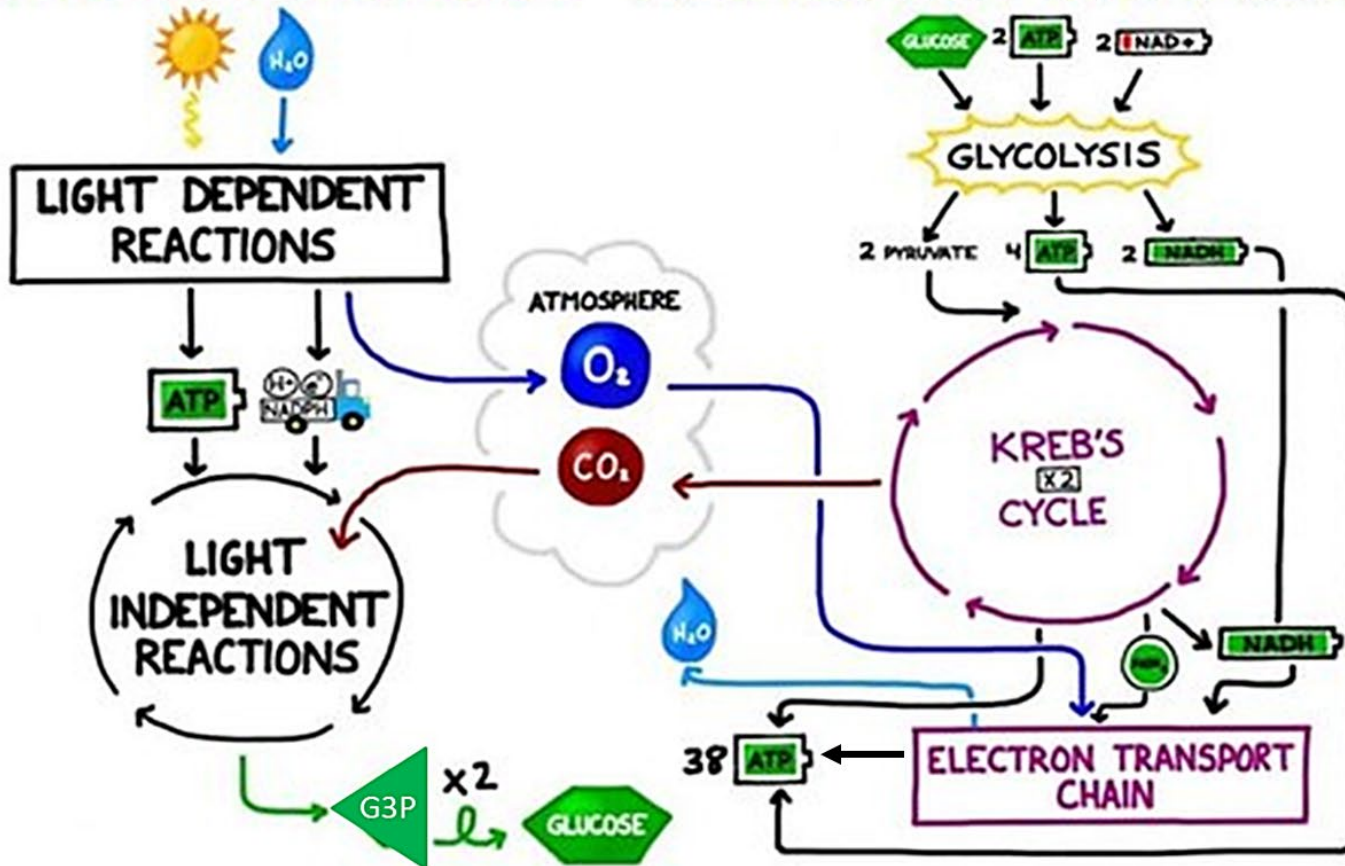 H₂O
LIGHT DEPENDENT
REACTIONS
ATP
H+ e-
NADPH
LIGHT
INDEPENDENT
REACTIONS
G3P
X2
GLUCOSE
ATMOSPHERE
O₂
CO₂
GLUCOSE 2 ATP 2 NAD+
GLYCOLYSIS
2 PYRUVATE 4 ATP 2 NADH
KREB'S
X2
CYCLE
NADH
H₂O
38 ATP
ELECTRON TRANSPORT
CHAIN